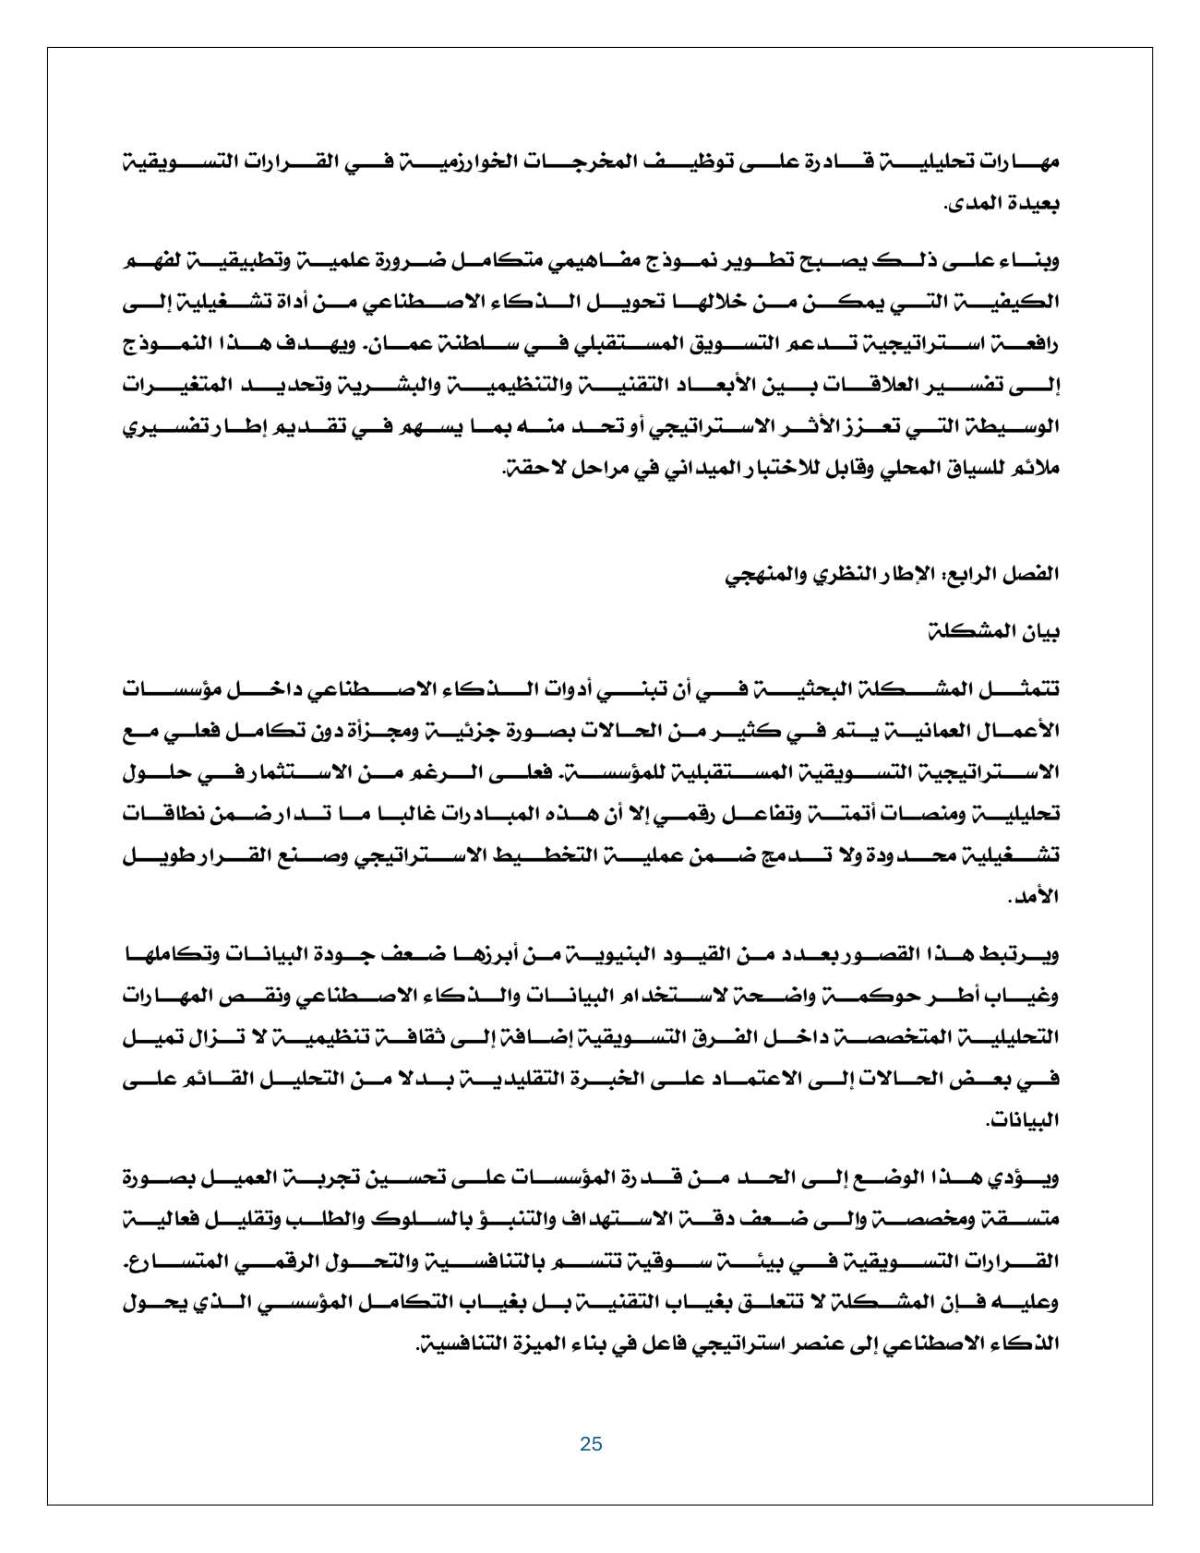 مهارات تحليلية قادرة على توظيف المخرجات الخوارزمية في القرارات التسويقية
بعيدة المدى.
وبناء على ذلك يصبح تطوير نموذج مفاهيمي متكامل ضرورة علمية وتطبيقية لفهم
الكيفية التي يمكن من خلالها تحويل الذكاء الاصطناعي من أداة تشغيلية إلى
رافعة استراتيجية تدعم التسويق المستقبلي في سلطنة عمان. ويهدف هذا النموذج
إلى تفسير العلاقات بين الأبعاد التقنية والتنظيمية والبشرية وتحديد المتغيرات
الوسيطة التي تعزز الأثر الاستراتيجي أو تحد منه بما يسهم في تقديم إطار تفسيري
ملائم للسياق المحلي وقابل للاختبار الميداني في مراحل لاحقة.
الفصل الرابع: الإطار النظري والمنهجي
بيان المشكلة
تتمثل المشكلة البحثية في أن تبني أدوات الذكاء الاصطناعي داخل مؤسسات
الأعمال العمانية يتم في كثير من الحالات بصورة جزئية ومجزأة دون تكامل فعلي مع
الاستراتيجية التسويقية المستقبلية للمؤسسة. فعلى الرغم من الاستثمار في حلول
تحليلية ومنصات أتمتة وتفاعل رقمي إلا أن هذه المبادرات غالبا ما تدار ضمن نطاقات
تشغيلية محدودة ولا تدمج ضمن عملية التخطيط الاستراتيجي وصنع القرار طويل
الأمد.
ويرتبط هذا القصور بعدد من القيود البنيوية من أبرزها ضعف جودة البيانات وتكاملها
وغياب أطر حوكمة واضحة لاستخدام البيانات والذكاء الاصطناعي ونقص المهارات
التحليلية المتخصصة داخل الفرق التسويقية إضافة إلى ثقافة تنظيمية لا تزال تميل
في بعض الحالات إلى الاعتماد على الخبرة التقليدية بدلا من التحليل القائم على
البيانات.
ويؤدي هذا الوضع إلى الحد من قدرة المؤسسات على تحسين تجربة العميل بصورة
متسقة ومخصصة وإلى ضعف دقة الاستهداف والتنبؤ بالسلوك والطلب وتقليل فعالية
القرارات التسويقية في بيئة سوقية تتسم بالتنافسية والتحول الرقمي المتسارع.
وعليه فإن المشكلة لا تتعلق بغياب التقنية بل بغياب التكامل المؤسسي الذي يحول
الذكاء الاصطناعي إلى عنصر استراتيجي فاعل في بناء الميزة التنافسية.
25